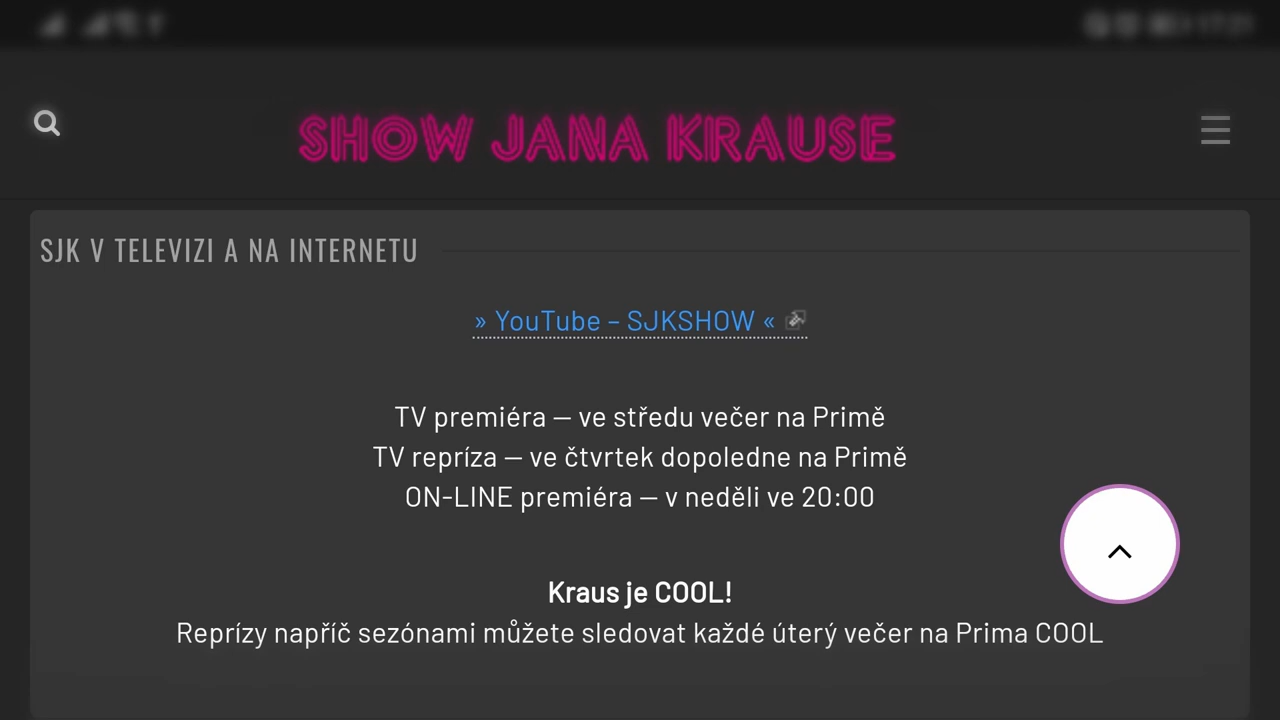 SHOW JANA KRAUSE
SJK V TELEVIZI A NA INTERNETU
» YouTube – SJKSHOW «
TV premiéra — ve středu večer na Primě
TV repríza — ve čtvrtek dopoledne na Primě
ON-LINE premiéra — v neděli ve 20:00
Kraus je COOL!
Reprízy napříč sezónami můžete sledovat každé úterý večer na Prima COOL